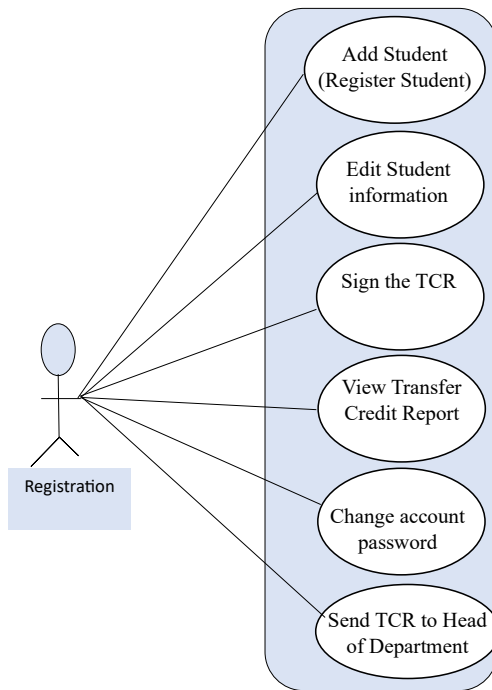 Add Student
(Register Student)
Edit Student
information
Sign the TCR
View Transfer
Credit Report
Registration
Change account
password
Send TCR to Head
of Department